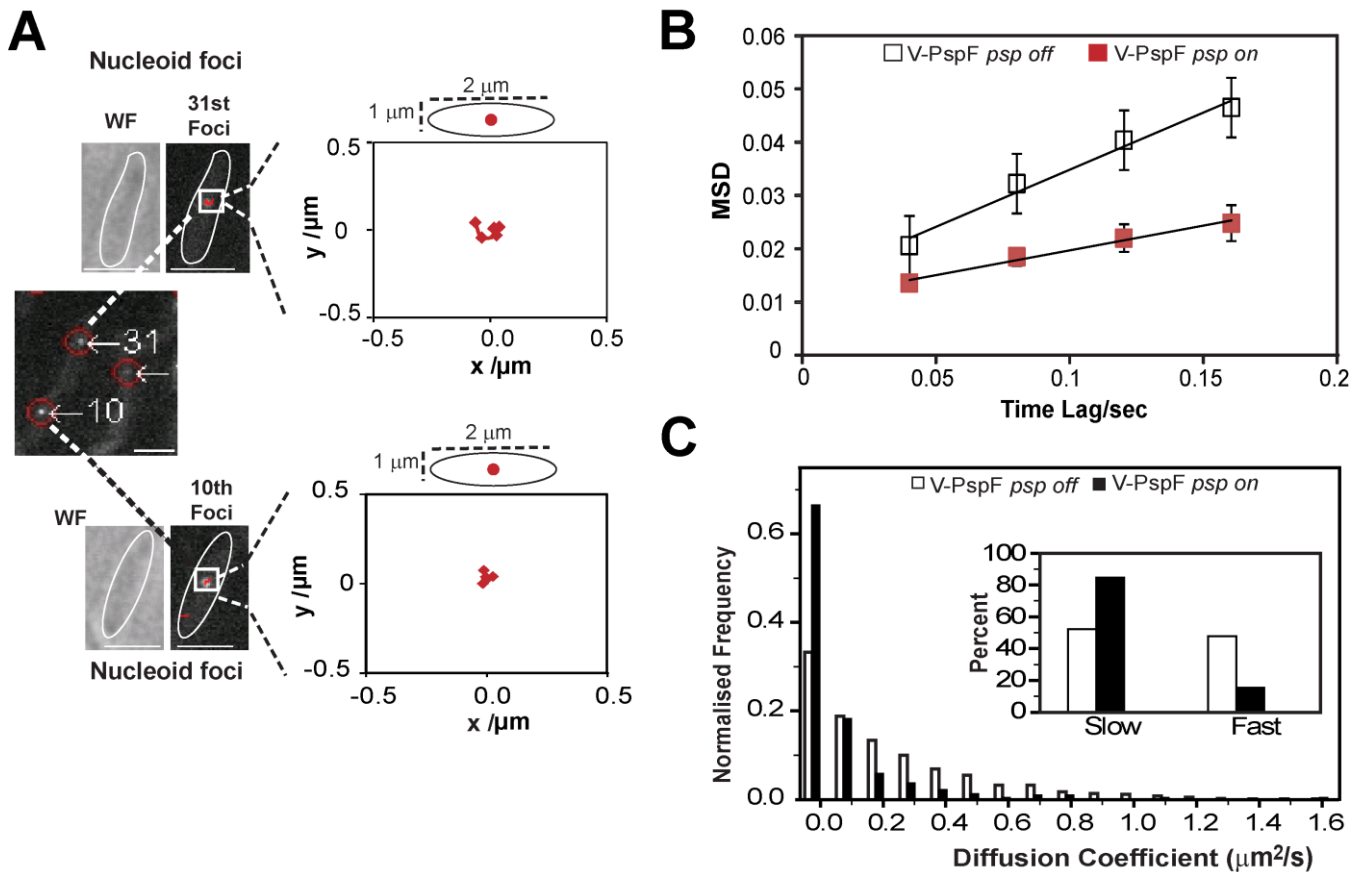 A
Nucleoid foci
WF
31st
Foci
2 μm
1 μm
0.5
0
-0.5
y /μm
-0.5
0.0
0.5
x /μm
31
10
WF
10th
Foci
Nucleoid foci
2 μm
1 μm
0.5
0
-0.5
y /μm
-0.5
0.0
0.5
x /μm
B
V-PspF psp off
V-PspF psp on
0.06
0.05
0.04
0.03
0.02
0.01
0
MSD
0
0.05
0.1
0.15
0.2
Time Lag/sec
C
V-PspF psp off
V-PspF psp on
0.6
0.4
0.2
0.0
Normalised Frequency
100
80
60
40
20
0
Percent
Slow
Fast
0.0
0.2
0.4
0.6
0.8
1.0
1.2
1.4
1.6
Diffusion Coefficient (μm²/s)